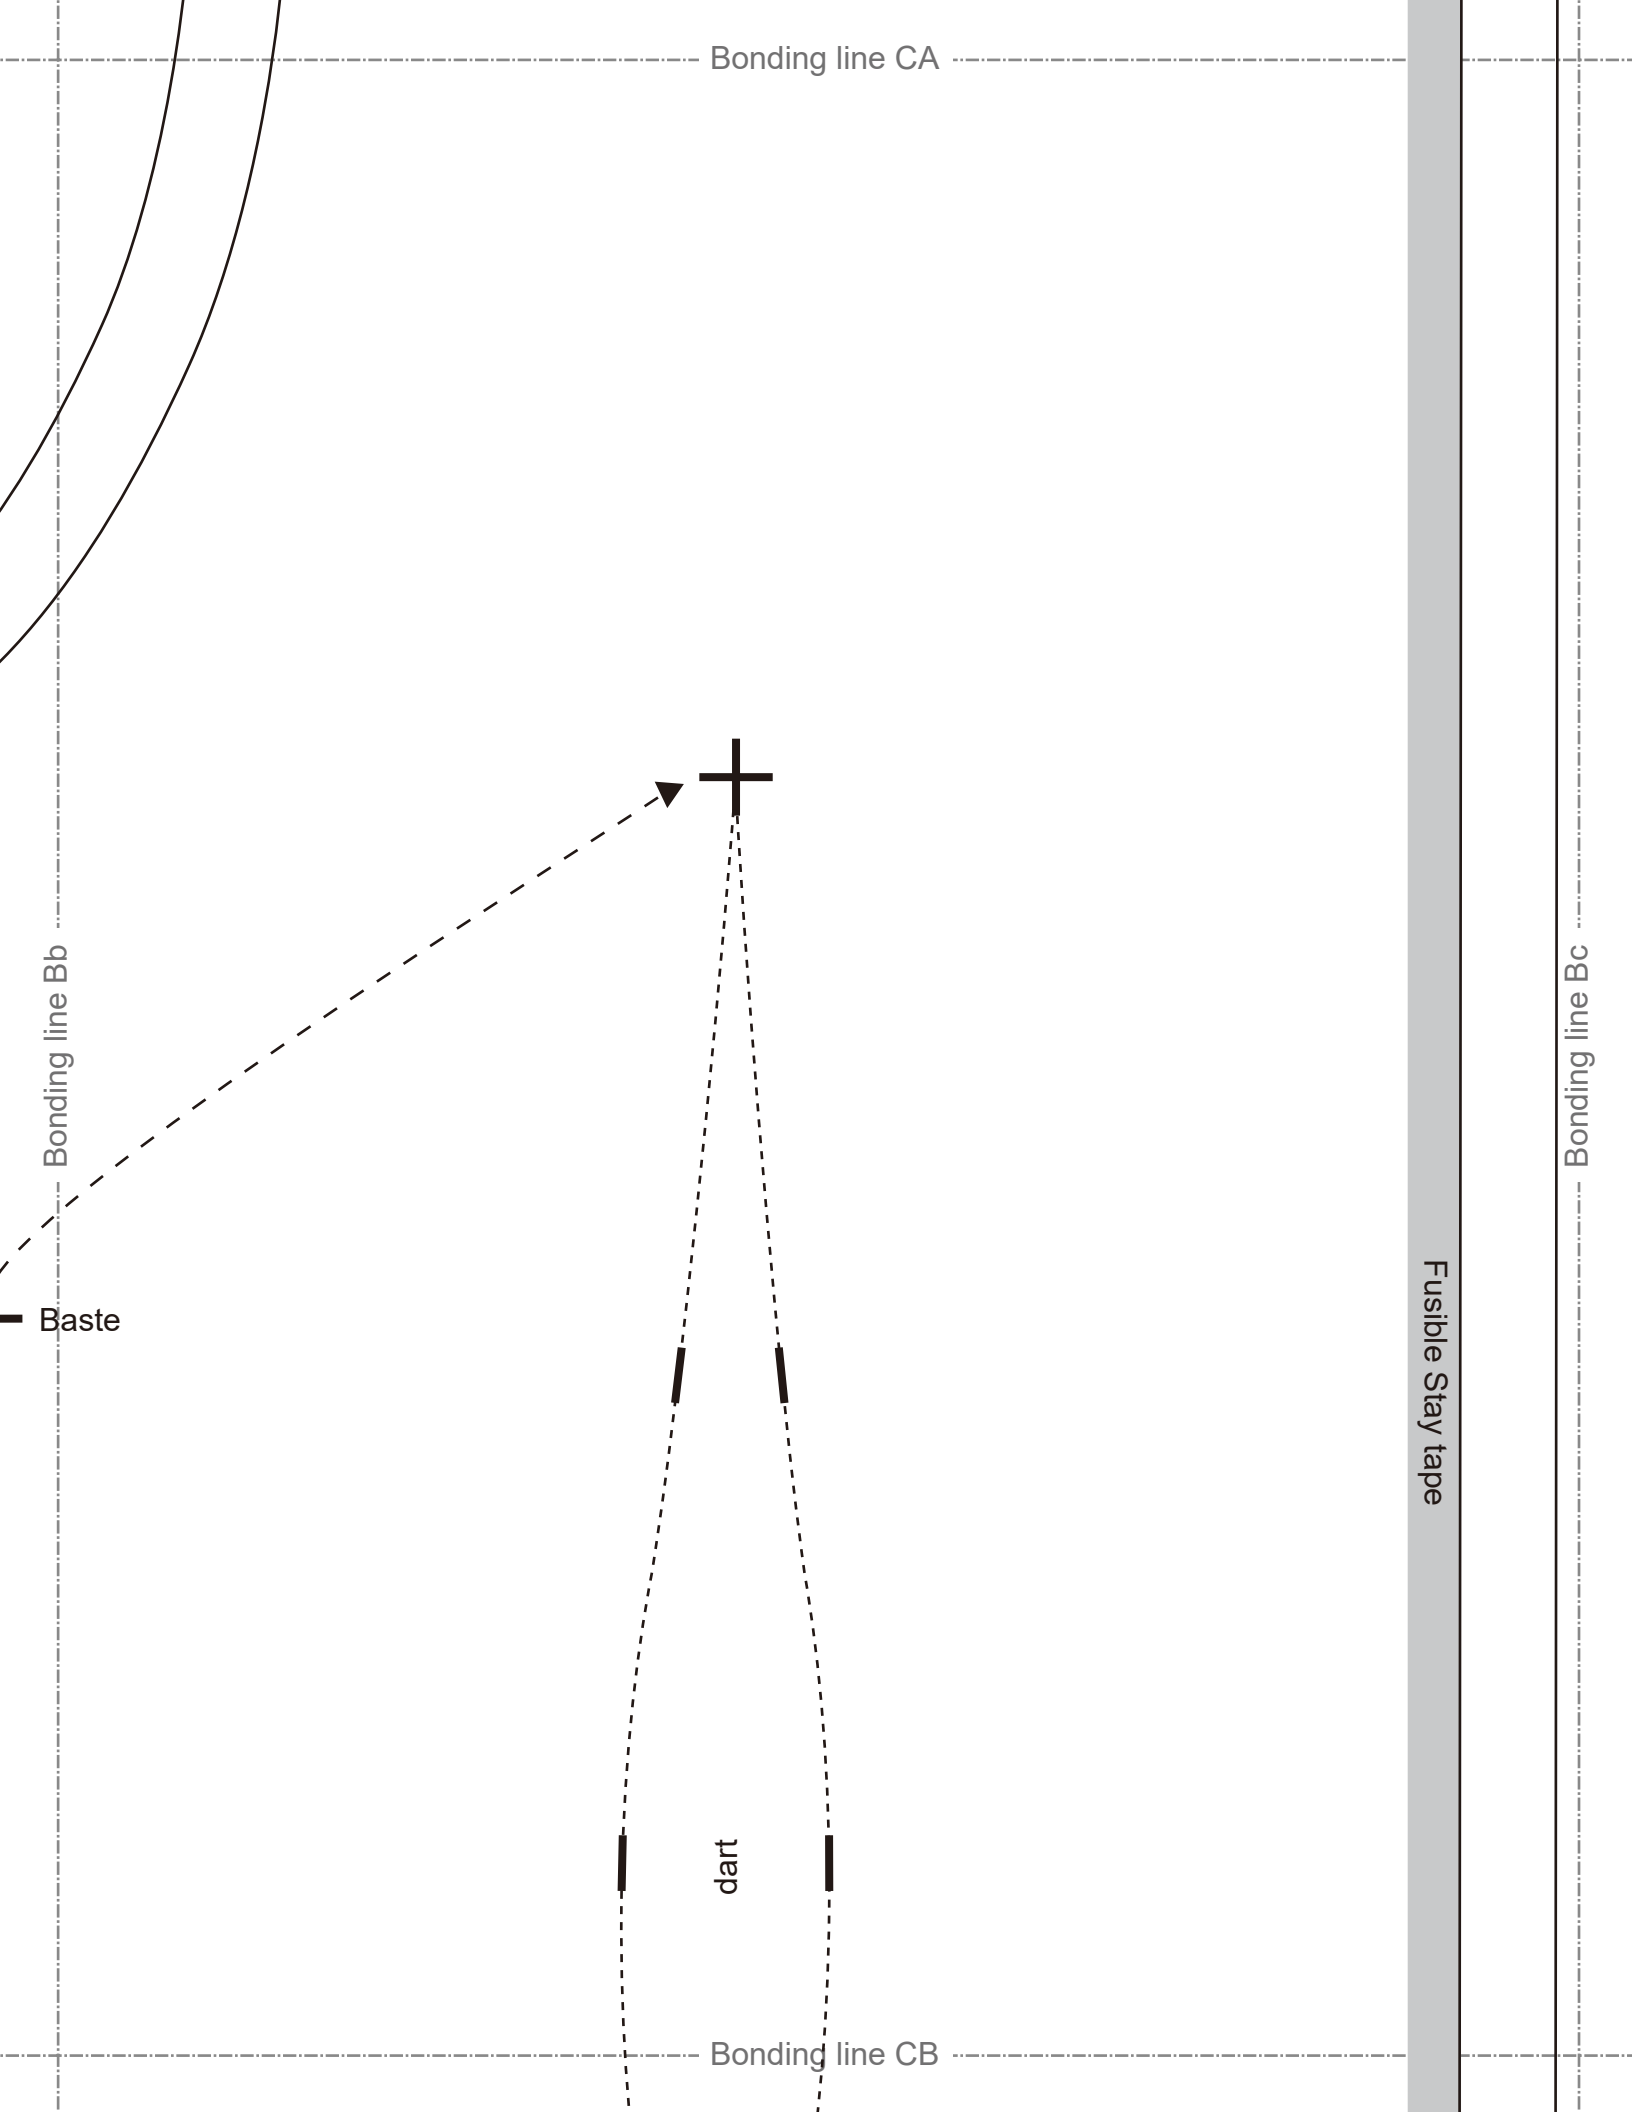 Bonding line CA
Bonding line Bb
Bonding line Bc
Baste
Fusible Stay tape
dart
Bonding line CB